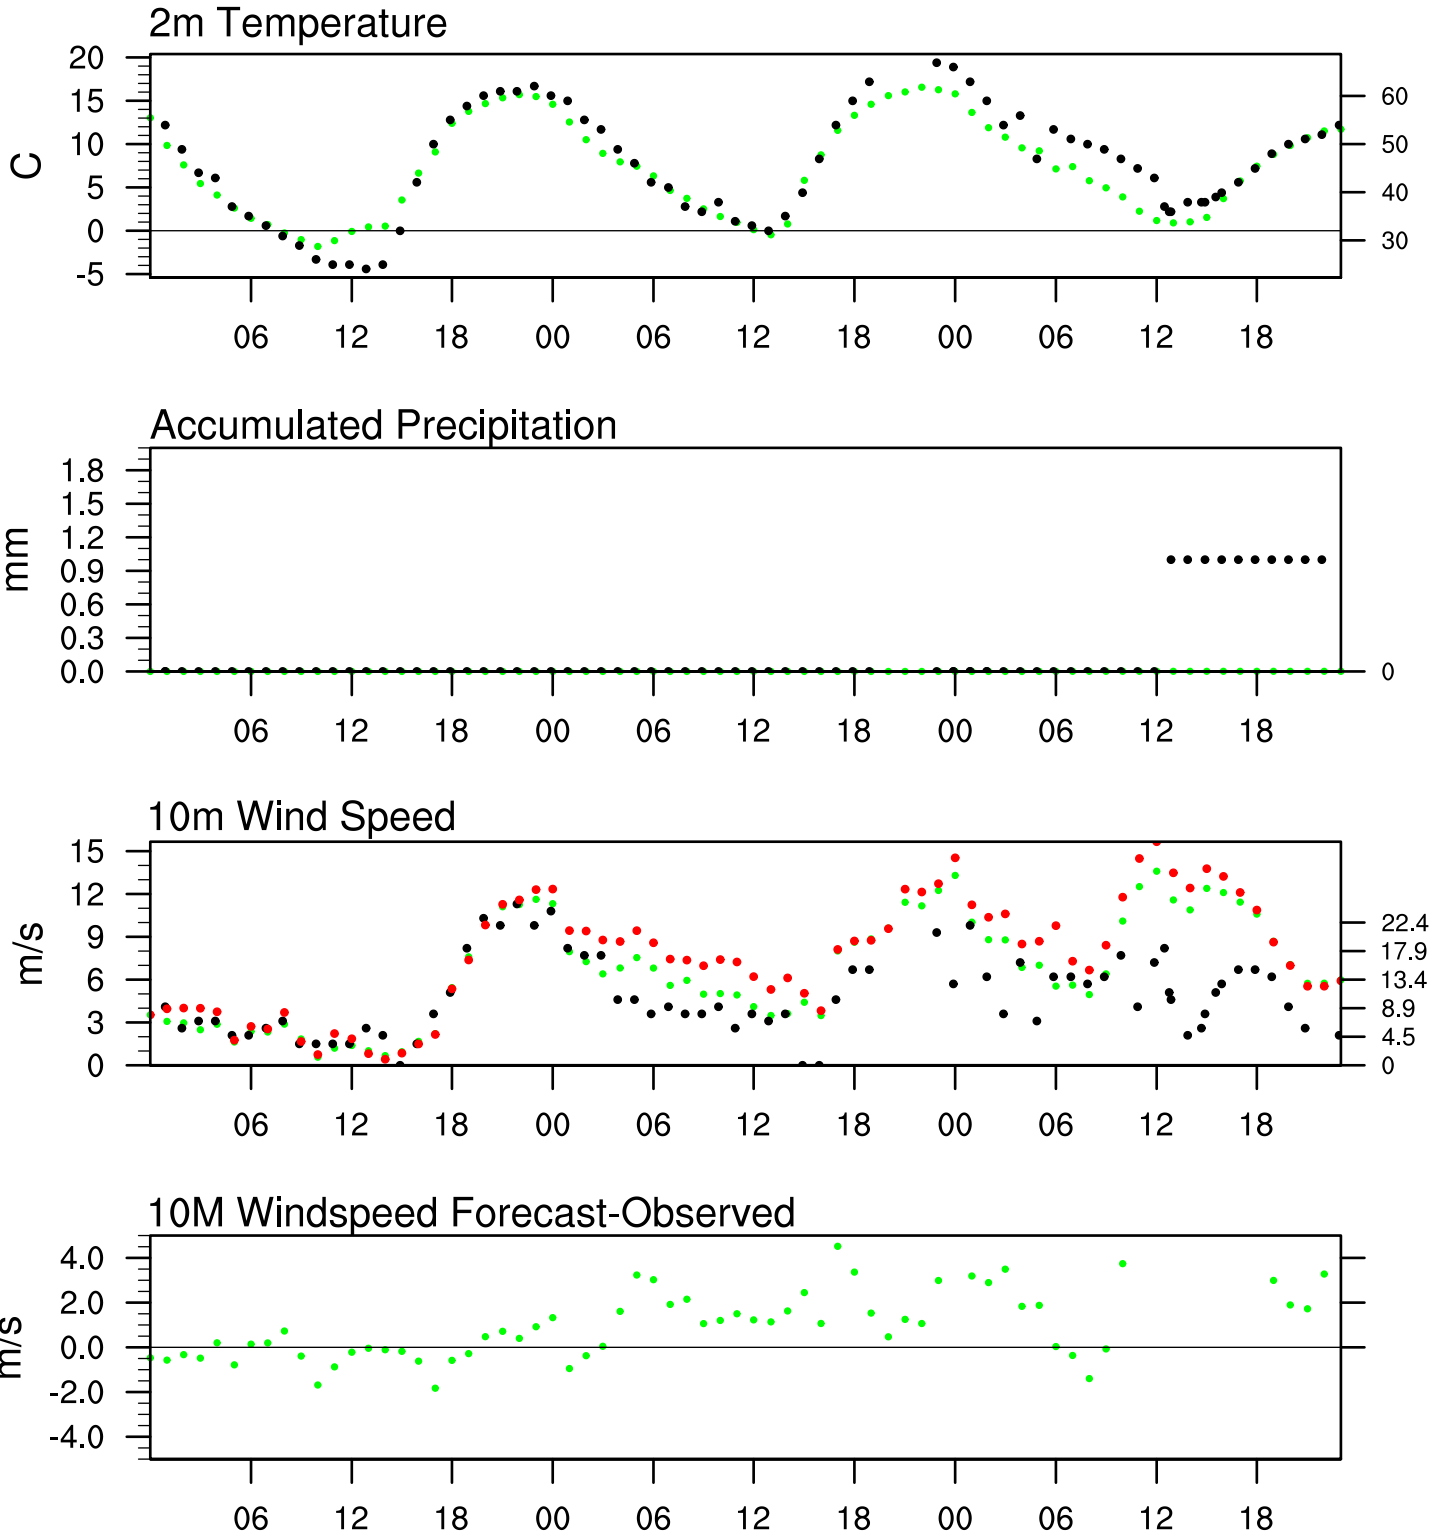 2m Temperature
20
15
10
5
0
-5
C
60
50
40
30
06 12 18 00 06 12 18 00 06 12 18
Accumulated Precipitation
1.8
1.5
1.2
0.9
0.6
0.3
0.0
mm
0
06 12 18 00 06 12 18 00 06 12 18
10m Wind Speed
15
12
9
6
3
0
m/s
22.4
17.9
13.4
8.9
4.5
0
06 12 18 00 06 12 18 00 06 12 18
10M Windspeed Forecast-Observed
4.0
2.0
0.0
-2.0
-4.0
m/s
06 12 18 00 06 12 18 00 06 12 18